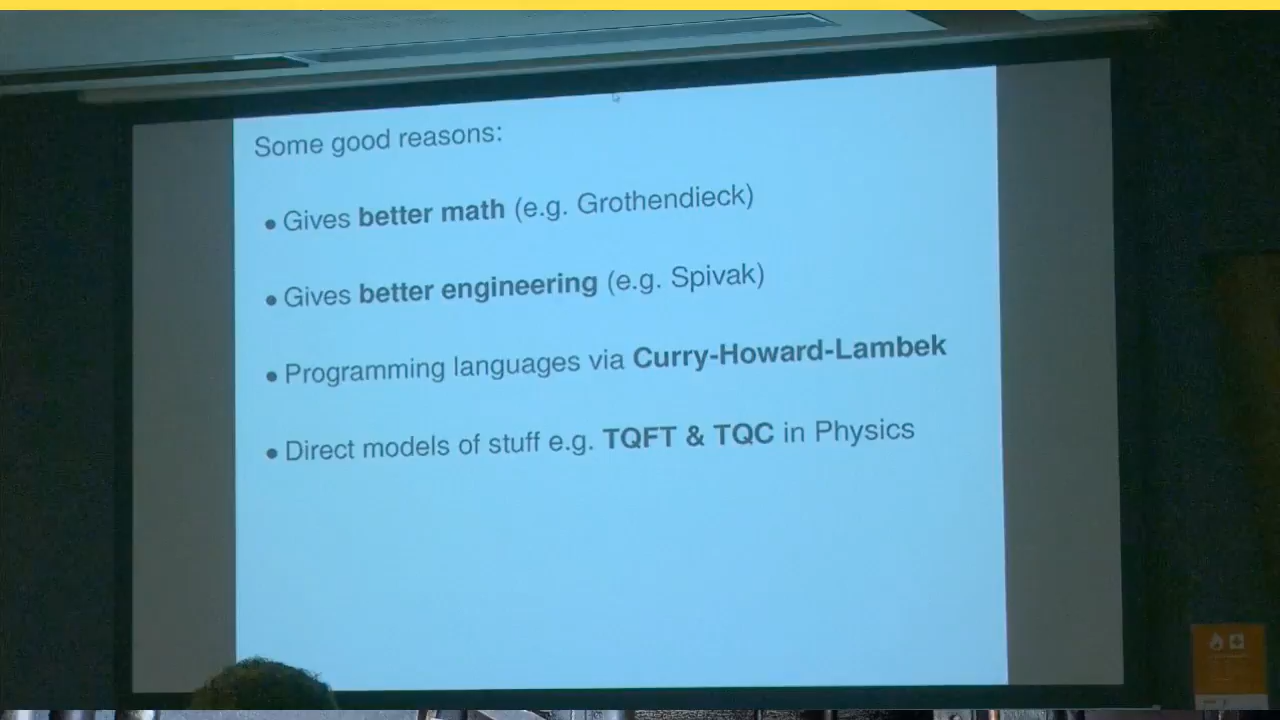 Some good reasons:
• Gives better math (e.g. Grothendieck)
• Gives better engineering (e.g. Spivak)
• Programming languages via Curry-Howard-Lambek
• Direct models of stuff e.g. TQFT & TQC in Physics